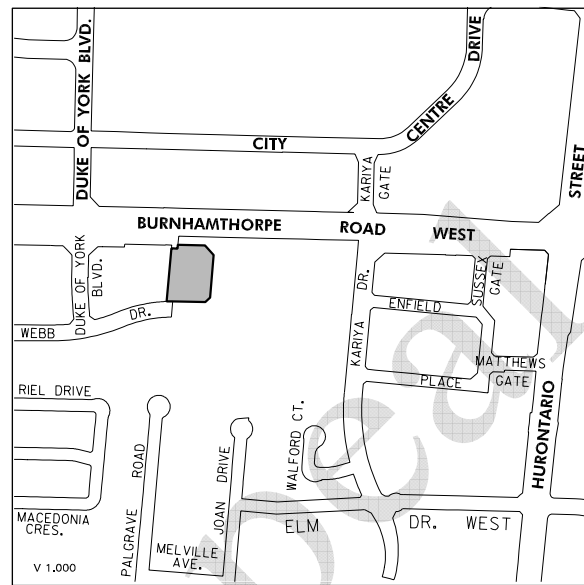 DUKE OF YORK BLVD.
CITY CENTRE DRIVE
KARIYA GATE
HURONTARIO STREET
BURNHAMTHORPE ROAD WEST
DUKE OF YORK BLVD.
WEBB DR.
KARIYA DR.
ENFIELD PLACE
SUSSEX GATE
MATTHEWS GATE
RIEL DRIVE
MACEDONIA CRES.
PALGRAVE ROAD
JOAN DRIVE
WALFORD CT.
MELVILLE AVE.
ELM DR. WEST
V 1.000